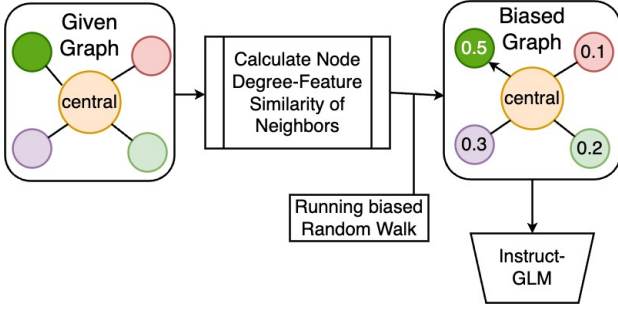 Given
Graph
central
Calculate Node
Degree-Feature
Similarity of
Neighbors
Running biased
Random Walk
Biased
Graph
0.5
0.1
central
0.3
0.2
Instruct-
GLM